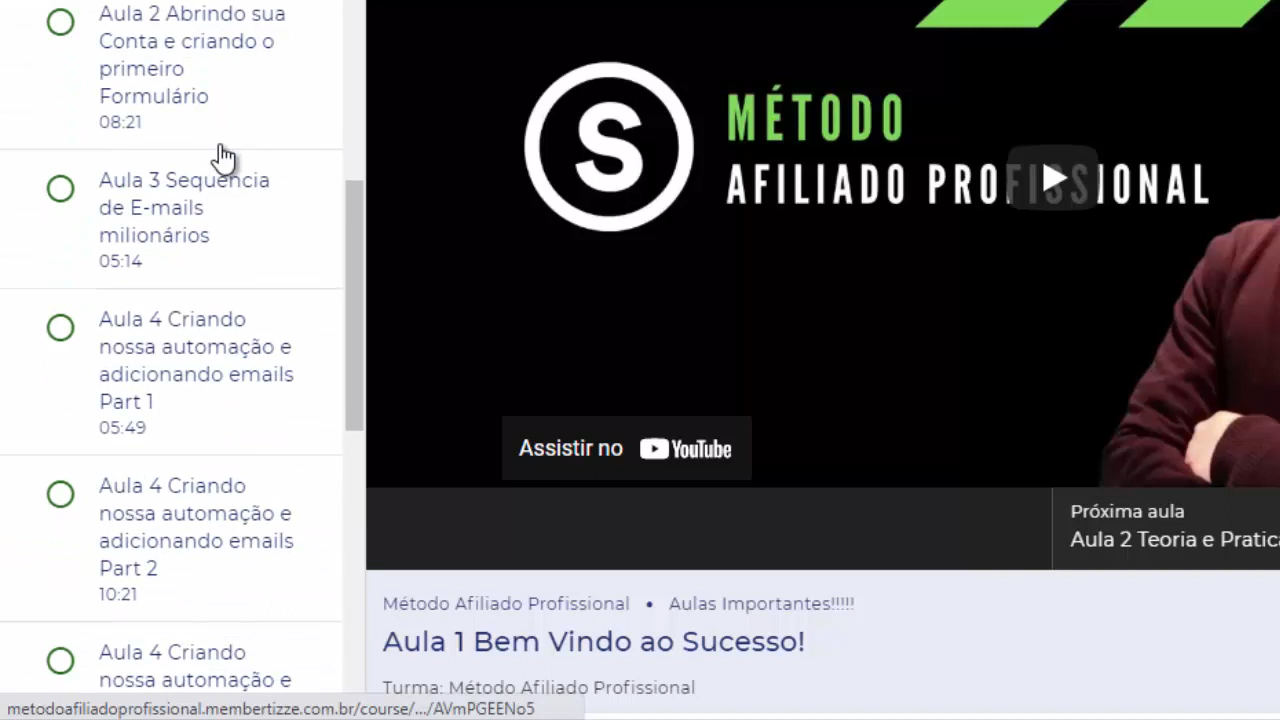 Aula 2 Abrindo sua
Conta e criando o
primeiro
Formulário
08:21
Aula 3 Sequência
de E-mails
milionários
05:14
Aula 4 Criando
nossa automação e
adicionando emails
Part 1
05:49
Aula 4 Criando
nossa automação e
adicionando emails
Part 2
10:21
Aula 4 Criando
nossa automação e
S
MÉTODO
AFILIADO PROFISSIONAL
Assistir no YouTube
Próxima aula
Aula 2 Teoria e Pratica
Método Afiliado Profissional • Aulas Importantes!!!!!
Aula 1 Bem Vindo ao Sucesso!
Turma: Método Afiliado Profissional
metodoafiliadoprofissional.membertizze.com.br/course/.../AVmPGEENo5